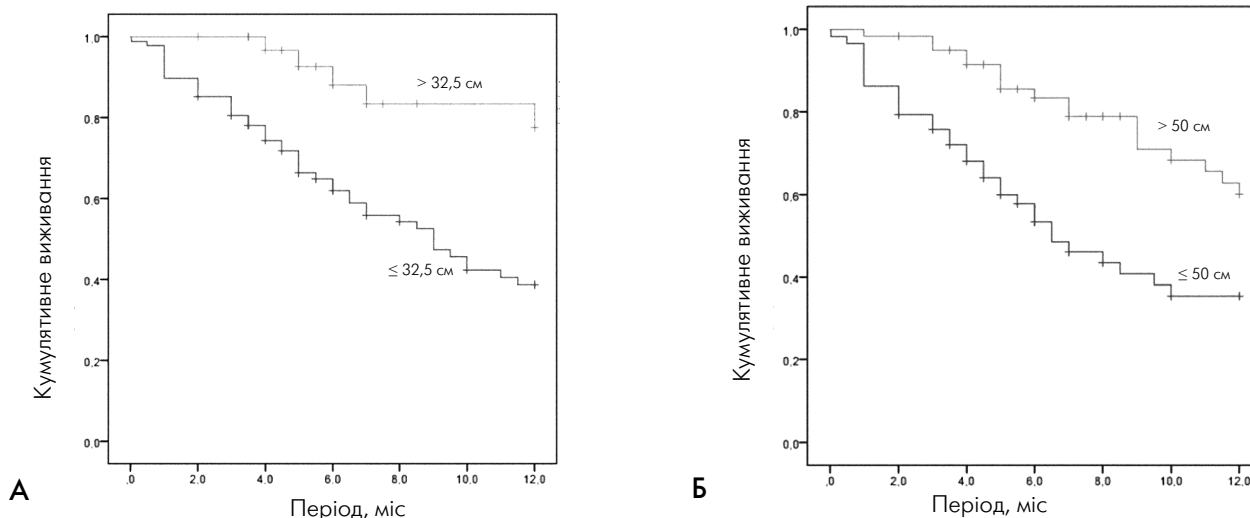 Кумулятивне виживання
1,0
0,8
0,6
0,4
0,2
0,0
> 32,5 см
≤ 32,5 см
,0 2,0 4,0 6,0 8,0 10,0 12,0
Період, міс
А
Кумулятивне виживання
1,0
0,8
0,6
0,4
0,2
0,0
> 50 см
≤ 50 см
,0 2,0 4,0 6,0 8,0 10,0 12,0
Період, міс
Б